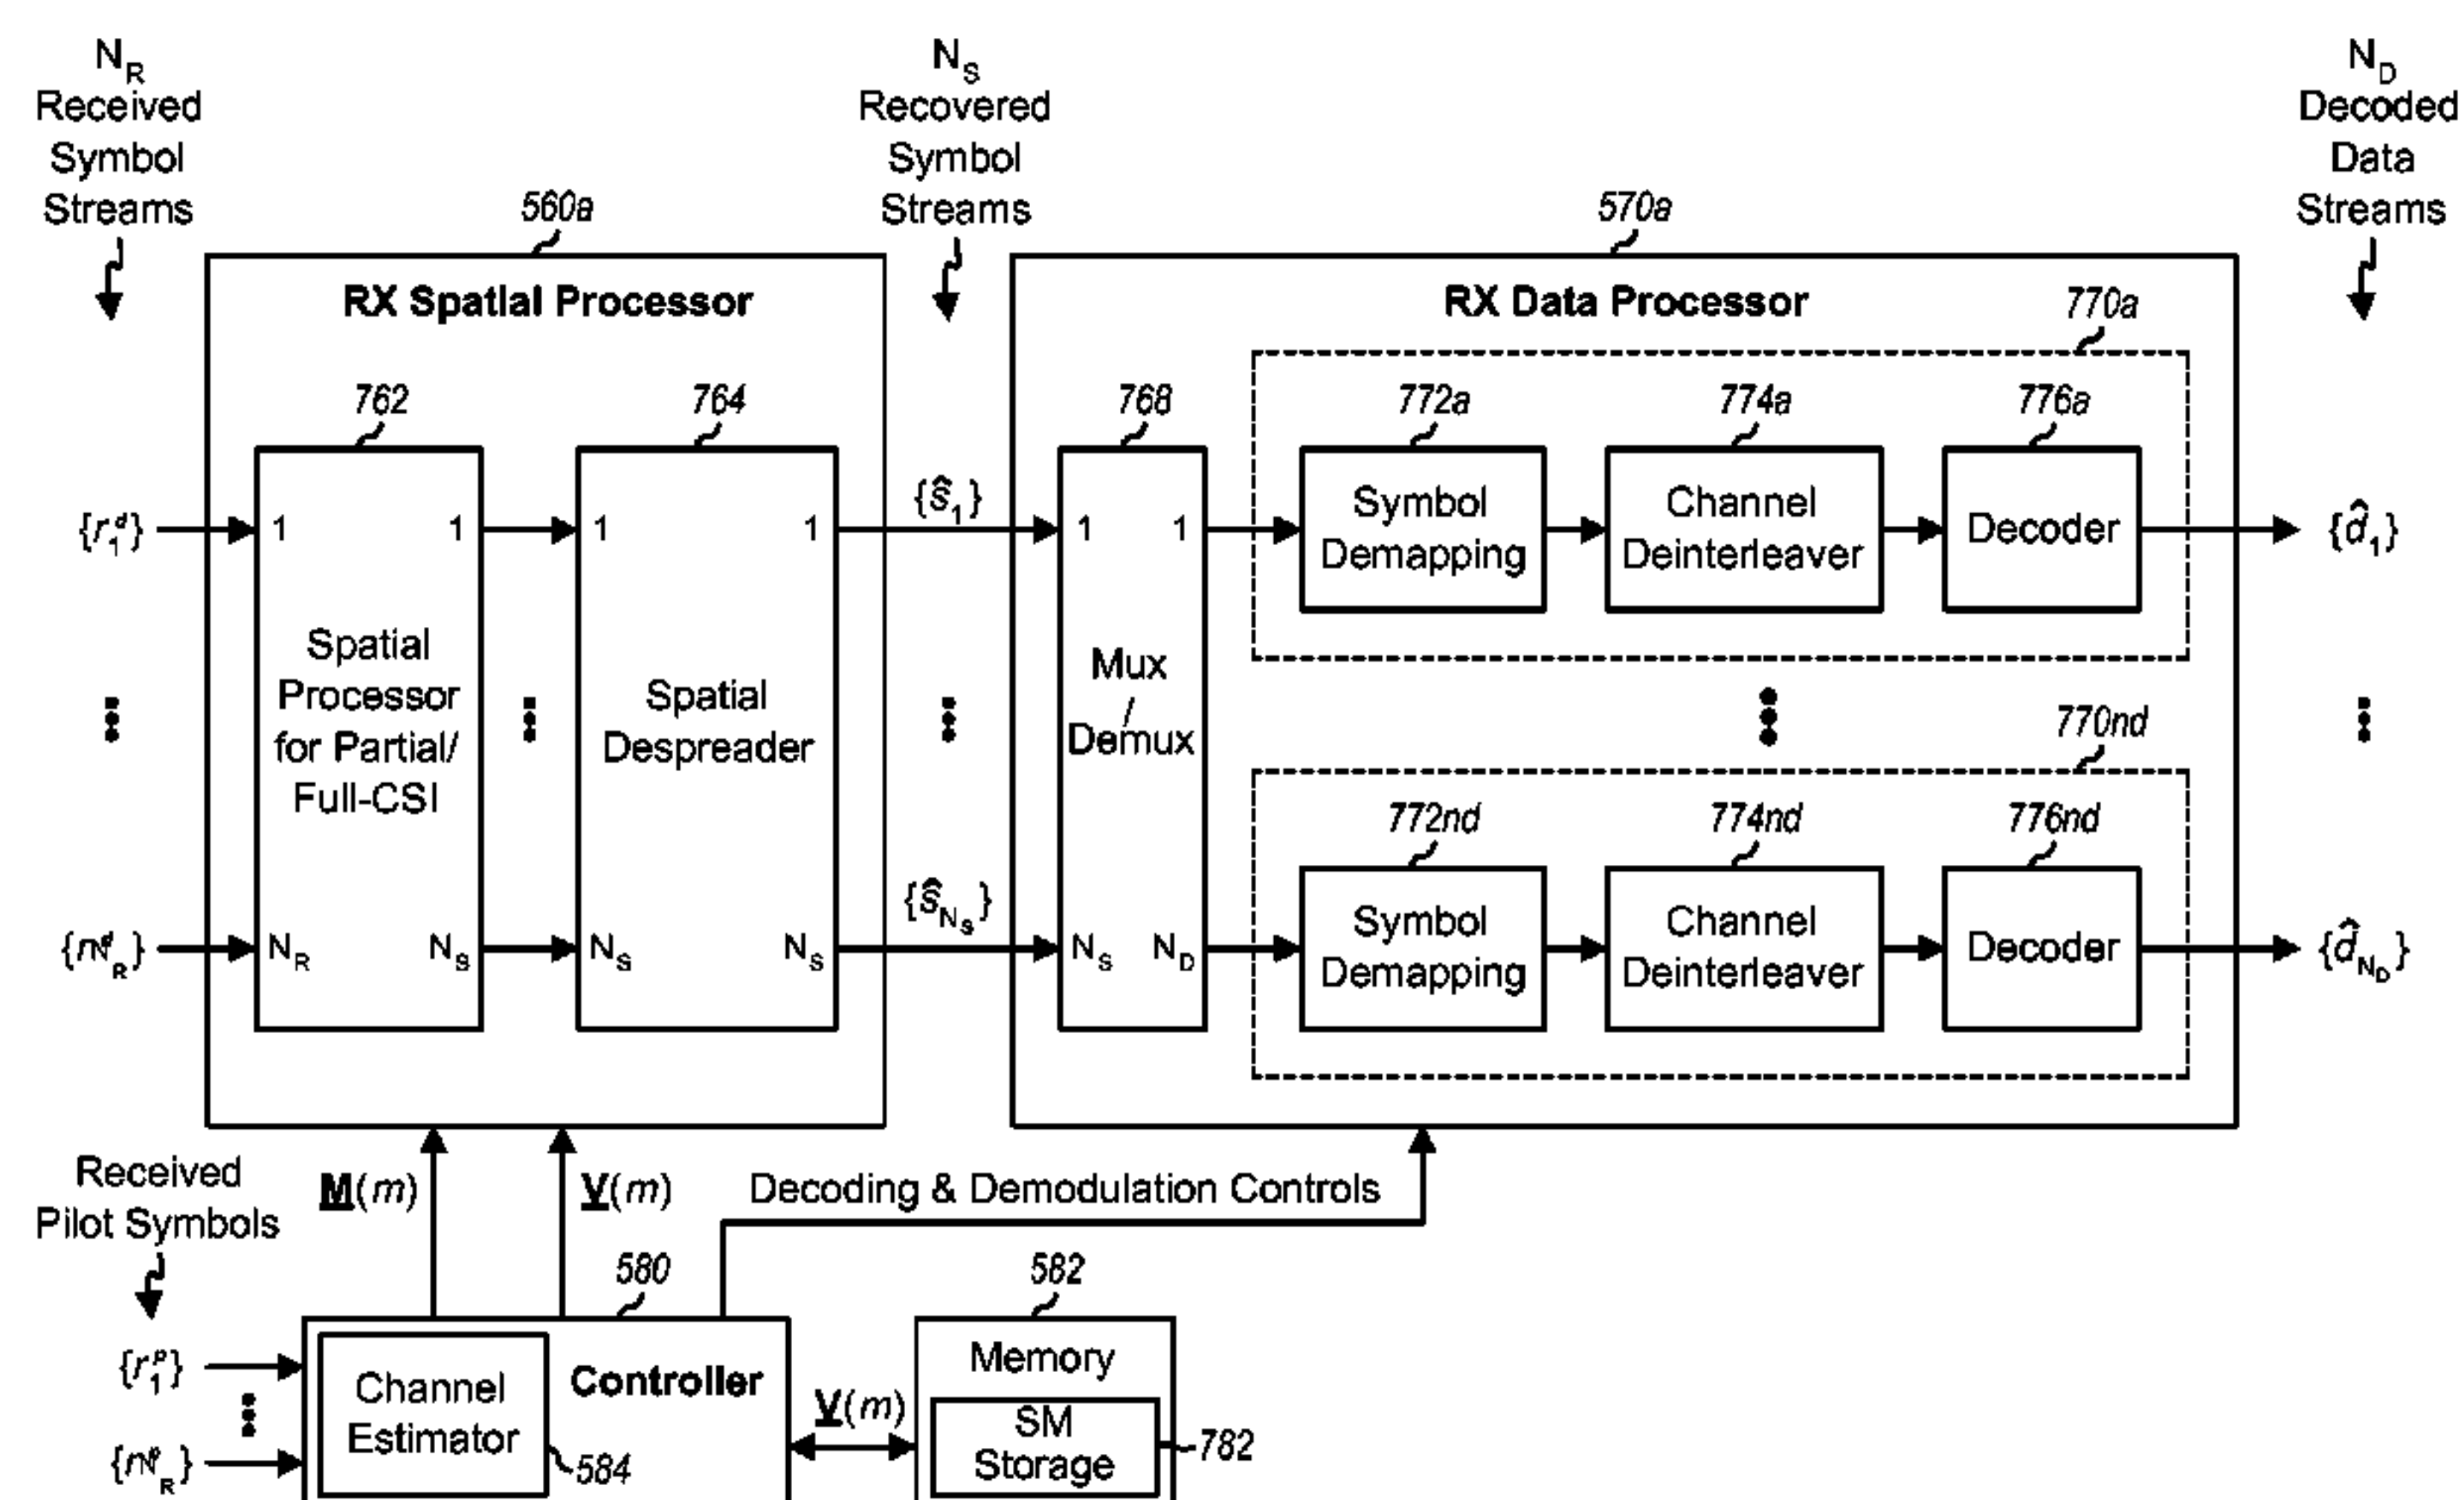 N_R
Received
Symbol
Streams
N_S
Recovered
Symbol
Streams
N_D
Decoded
Data
Streams
560a
570a
RX Spatial Processor
RX Data Processor
770a
762
764
768
772a
774a
776a
{r_1^d}
1
1
1
1
{ŝ_1}
1
1
Symbol
Demapping
Channel
Deinterleaver
Decoder
{d̂_1}
Spatial
Processor
for Partial/
Full-CSI
Spatial
Despreader
Mux
/
Demux
770nd
772nd
774nd
776nd
N_R
N_S
N_S
N_S
{ŝ_{N_S}}
N_S
N_D
Symbol
Demapping
Channel
Deinterleaver
Decoder
{d̂_{N_D}}
Received
Pilot Symbols
M(m)
V(m)
Decoding & Demodulation Controls
580
582
{r_1^p}
Channel
Estimator
Controller
584
V(m)
Memory
SM
Storage
782